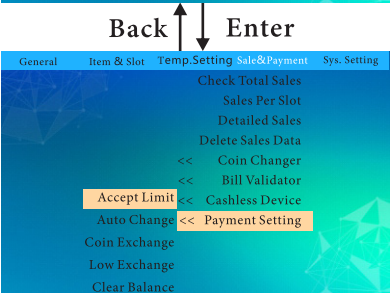 Back Enter
General Item & Slot Temp.Setting Sale&Payment Sys. Setting
Check Total Sales
Sales Per Slot
Detailed Sales
Delete Sales Data
<< Coin Changer
<< Bill Validator
Accept Limit << Cashless Device
Auto Change << Payment Setting
Coin Exchange
Low Exchange
Clear Balance